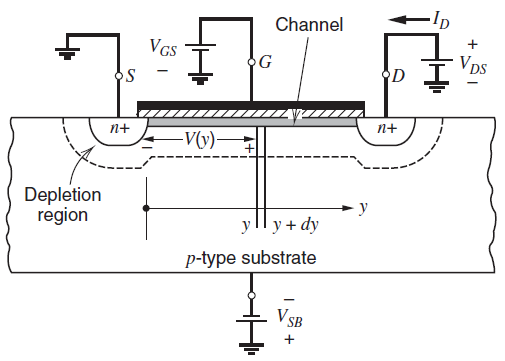 Channel
I_D
V_GS
−
S
G
D
+
V_DS
−
n+
− V(y) +
n+
Depletion
region
y
y
y + dy
p-type substrate
−
V_SB
+